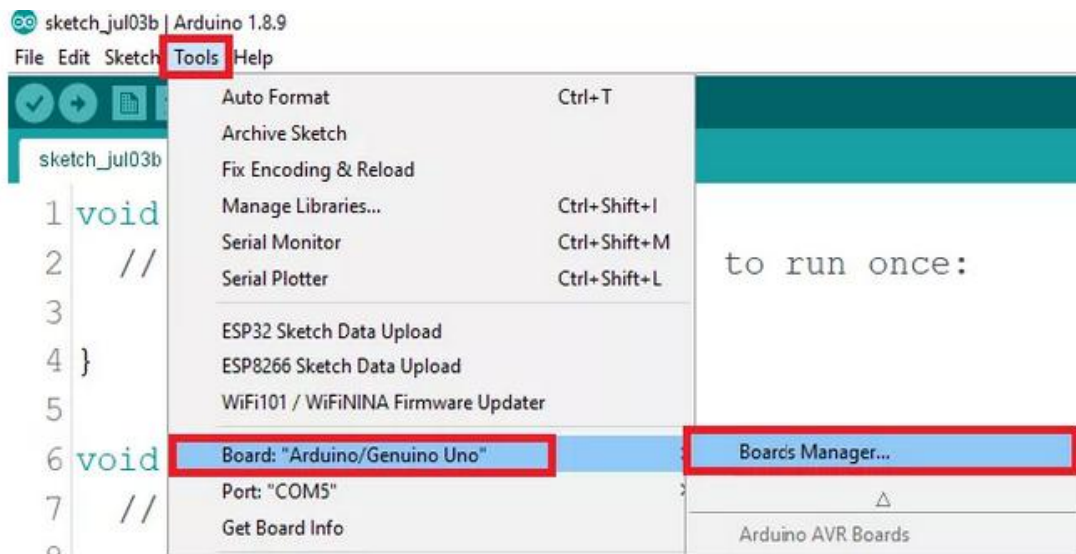 sketch_jul03b | Arduino 1.8.9
File Edit Sketch Tools Help
Auto Format Ctrl+T
Archive Sketch
sketch_jul03b
Fix Encoding & Reload
1 void
Manage Libraries... Ctrl+Shift+I
Serial Monitor Ctrl+Shift+M
2 // to run once:
Serial Plotter Ctrl+Shift+L
3
ESP32 Sketch Data Upload
4 }
ESP8266 Sketch Data Upload
WiFi101 / WiFiNINA Firmware Updater
5
6 void
Board: "Arduino/Genuino Uno"
Boards Manager...
Port: "COM5"
7 //
Get Board Info
Arduino AVR Boards